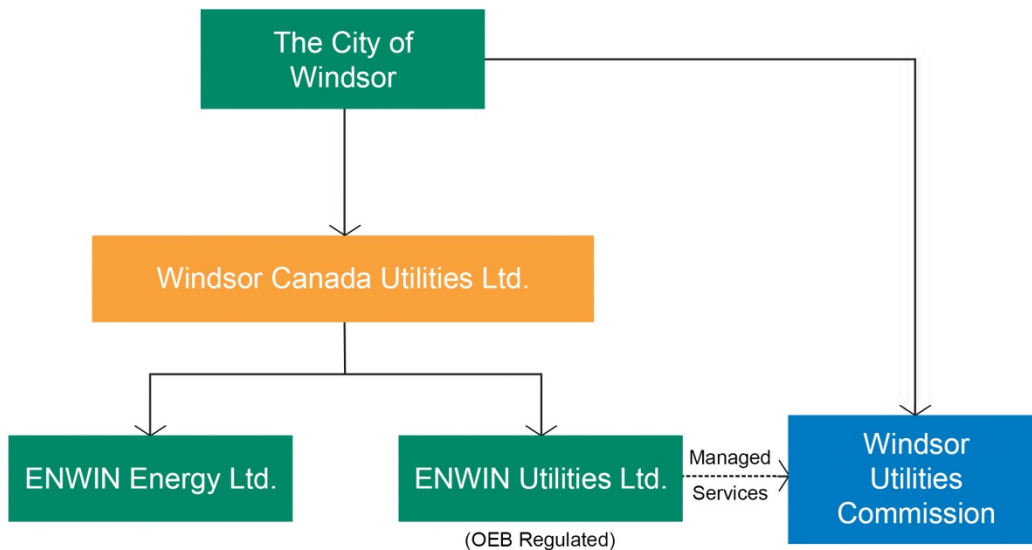 The City of
Windsor
Windsor Canada Utilities Ltd.
ENWIN Energy Ltd.
ENWIN Utilities Ltd.
(OEB Regulated)
Managed
Services
Windsor
Utilities
Commission